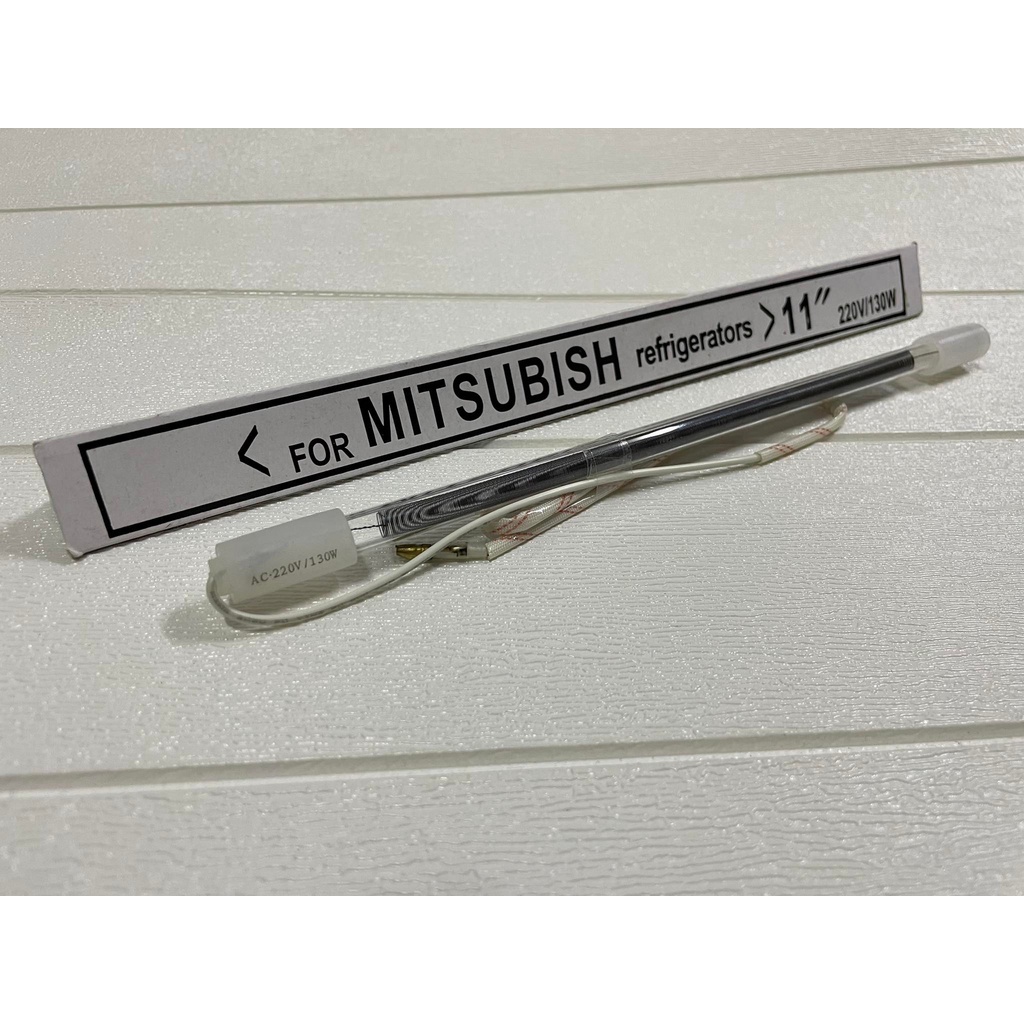 < FOR MITSUBISH refrigerators > 11" 220V/130W
AC·220V/130W